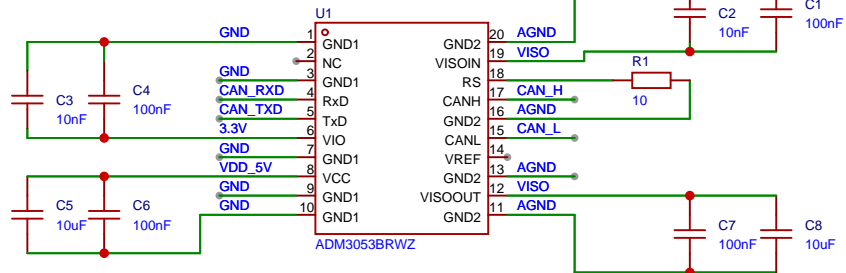 U1
C2
10nF
C1
100nF
GND 1 GND1 GND2 20 AGND
2 NC VISOIN 19 VISO
GND 3 GND1 RS 18 R1 10
CAN_RXD 4 RxD CANH 17 CAN_H
CAN_TXD 5 TxD GND2 16 AGND
3.3V 6 VIO CANL 15 CAN_L
GND 7 GND1 VREF 14
VDD_5V 8 VCC GND2 13 AGND
GND 9 GND1 VISOOUT 12 VISO
GND 10 GND1 GND2 11 AGND
ADM3053BRWZ
C3
10nF
C4
100nF
C5
10uF
C6
100nF
C7
100nF
C8
10uF